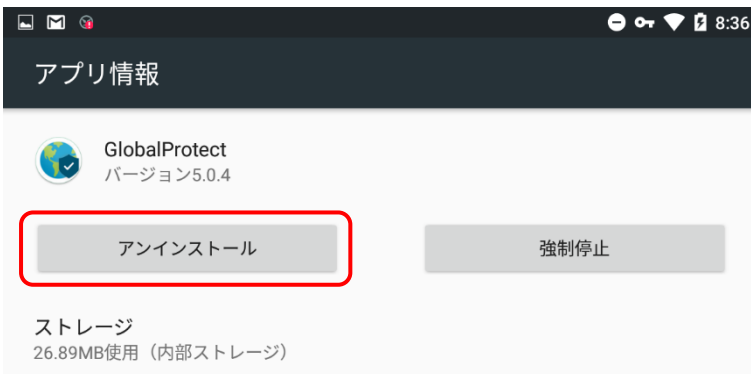 8:36
アプリ情報
GlobalProtect
バージョン5.0.4
アンインストール
強制停止
ストレージ
26.89MB使用（内部ストレージ）